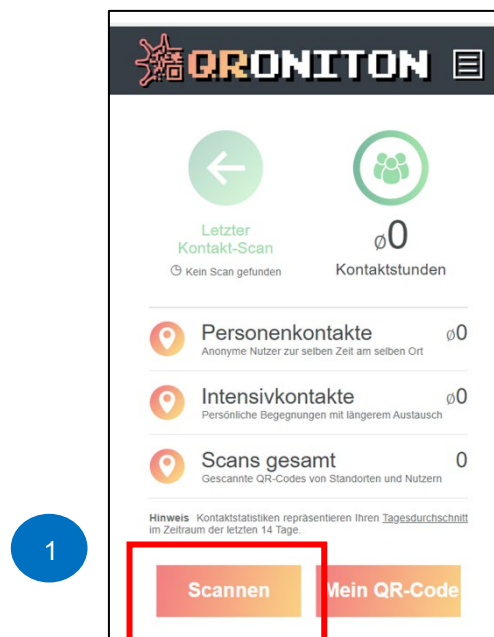 QRONITON
Letzter
Kontakt-Scan
Kein Scan gefunden
ø0
Kontaktstunden
Personenkontakte ø0
Anonyme Nutzer zur selben Zeit am selben Ort
Intensivkontakte ø0
Persönliche Begegnungen mit längerem Austausch
Scans gesamt 0
Gescannte QR-Codes von Standorten und Nutzern
Hinweis Kontaktstatistiken repräsentieren Ihren Tagesdurchschnitt
im Zeitraum der letzten 14 Tage.
1
Scannen
Mein QR-Code